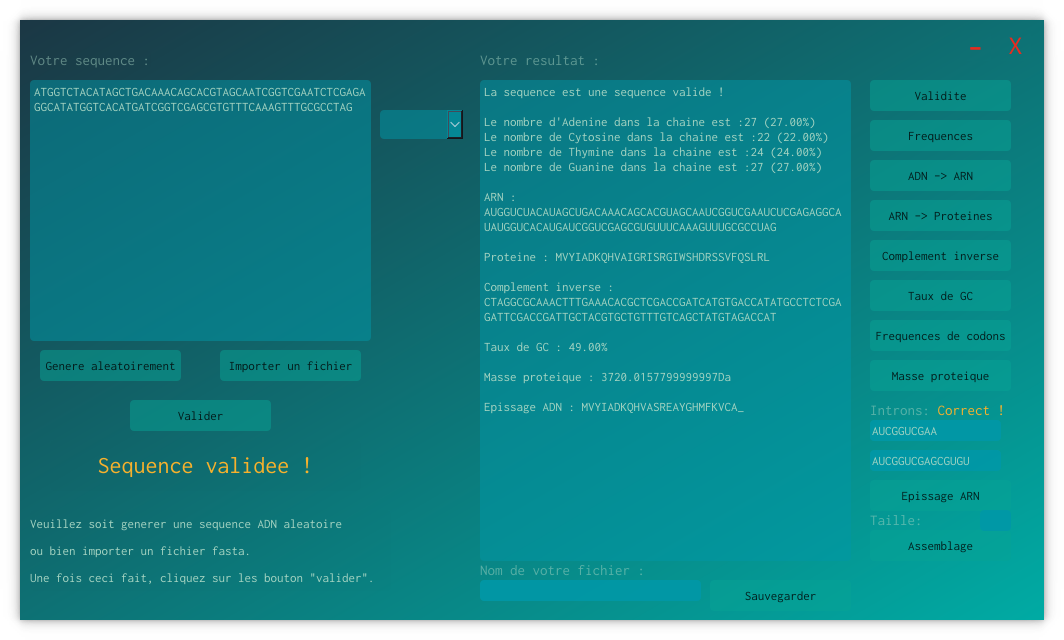 – X
Votre sequence :
ATGGTCTACATAGCTGACAAACAGCACGTAGCAATCGGTCGAATCTCGAGA
GGCATATGGTCACATGATCGGTCGAGCGTGTTTCAAAGTTTGCGCCTAG
Genere aleatoirement
Importer un fichier
Valider
Sequence validee !
Veuillez soit generer une sequence ADN aleatoire
ou bien importer un fichier fasta.
Une fois ceci fait, cliquez sur les bouton "valider".
Votre resultat :
La sequence est une sequence valide !
Le nombre d'Adenine dans la chaine est :27 (27.00%)
Le nombre de Cytosine dans la chaine est :22 (22.00%)
Le nombre de Thymine dans la chaine est :24 (24.00%)
Le nombre de Guanine dans la chaine est :27 (27.00%)
ARN :
AUGGUCUACAUAGCUGACAAACAGCACGUAGCAAUCGGUCGAAUCUCGAGAGGCA
UAUGGUCACAUGAUCGGUCGAGCGUGUUUCAAAGUUUGCGCCUAG
Proteine : MVYIADKQHVAIGRISRGIWSHDRSSVFQSLRL
Complement inverse :
CTAGGCGCAAACTTTGAAACACGCTCGACCGATCATGTGACCATATGCCTCTCGA
GATTCGACCGATTGCTACGTGCTGTTTGTCAGCTATGTAGACCAT
Taux de GC : 49.00%
Masse proteique : 3720.0157799999997Da
Epissage ADN : MVYIADKQHVASREAYGHMFKVCA_
Nom de votre fichier :
Sauvegarder
Validite
Frequences
ADN -> ARN
ARN -> Proteines
Complement inverse
Taux de GC
Frequences de codons
Masse proteique
Introns: Correct !
AUCGGUCGAA
AUCGGUCGAGCGUGU
Epissage ARN
Taille:
Assemblage